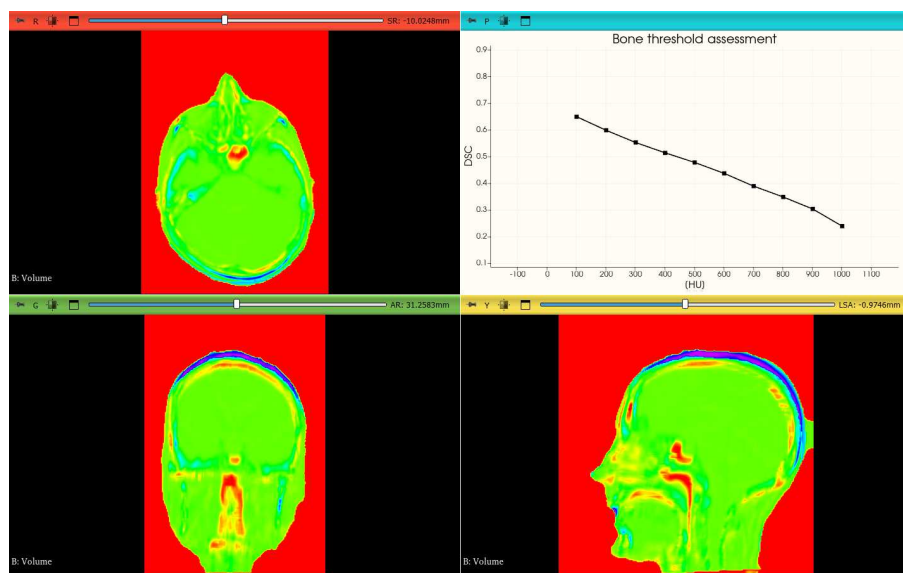 R SR: -10.0248mm
B: Volume
P
Bone threshold assessment
0.9
0.8
0.7
0.6
0.5
0.4
0.3
0.2
0.1
DSC
-100 0 100 200 300 400 500 600 700 800 900 1000 1100
(HU)
G AR: 31.2583mm
B: Volume
Y LSA: -0.9746mm
B: Volume